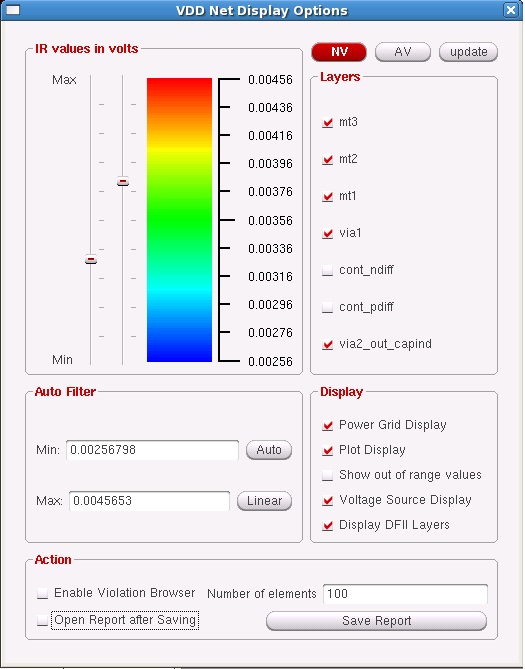 VDD Net Display Options
IR values in volts
Max
Min
0.00456
0.00436
0.00416
0.00396
0.00376
0.00356
0.00336
0.00316
0.00296
0.00276
0.00256
NV AV update
Layers
mt3
mt2
mt1
via1
cont_ndiff
cont_pdiff
via2_out_capind
Auto Filter
Min: 0.00256798 Auto
Max: 0.0045653 Linear
Display
Power Grid Display
Plot Display
Show out of range values
Voltage Source Display
Display DFII Layers
Action
Enable Violation Browser Number of elements 100
Open Report after Saving Save Report